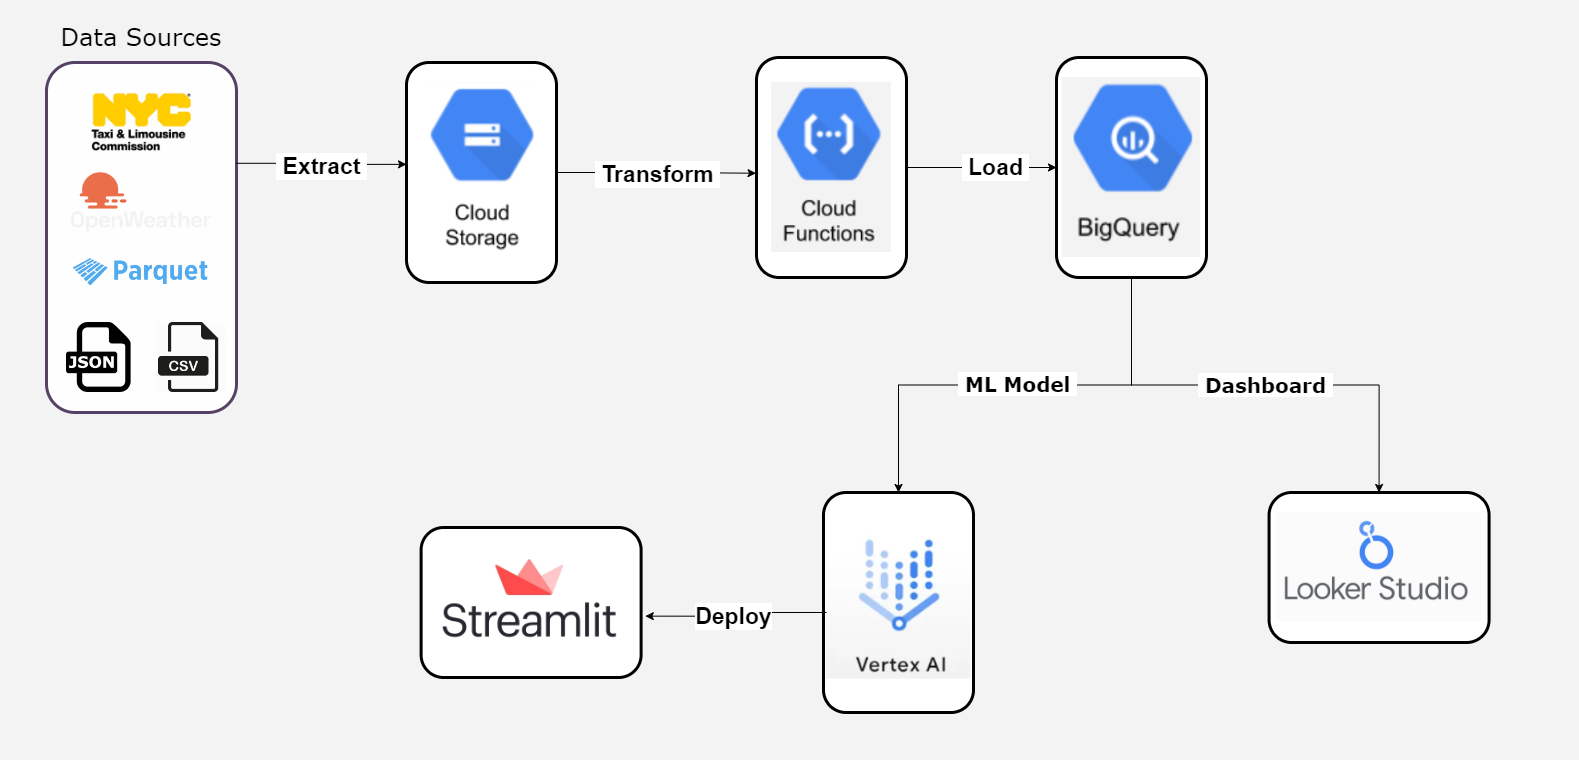 Data Sources
NYC
Taxi & Limousine
Commission
OpenWeather
Parquet
JSON
CSV
Extract
Cloud
Storage
Transform
Cloud
Functions
Load
BigQuery
ML Model
Dashboard
Streamlit
Deploy
Vertex AI
Looker Studio